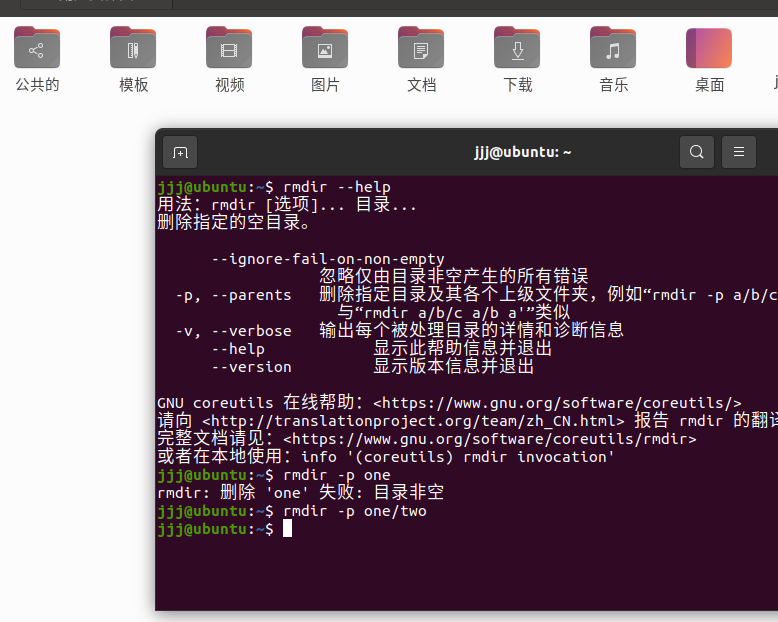 公共的 模板 视频 图片 文档 下载 音乐 桌面
jjj@ubuntu: ~
jjj@ubuntu:~$ rmdir --help
用法：rmdir [选项]... 目录...
删除指定的空目录。
--ignore-fail-on-non-empty
忽略仅由目录非空产生的所有错误
-p, --parents 删除指定目录及其各个上级文件夹，例如“rmdir -p a/b/c
与“rmdir a/b/c a/b a'”类似
-v, --verbose 输出每个被处理目录的详情和诊断信息
--help 显示此帮助信息并退出
--version 显示版本信息并退出
GNU coreutils 在线帮助：<https://www.gnu.org/software/coreutils/>
请向 <http://translationproject.org/team/zh_CN.html> 报告 rmdir 的翻译
完整文档请见：<https://www.gnu.org/software/coreutils/rmdir>
或者在本地使用：info '(coreutils) rmdir invocation'
jjj@ubuntu:~$ rmdir -p one
rmdir: 删除 'one' 失败: 目录非空
jjj@ubuntu:~$ rmdir -p one/two
jjj@ubuntu:~$